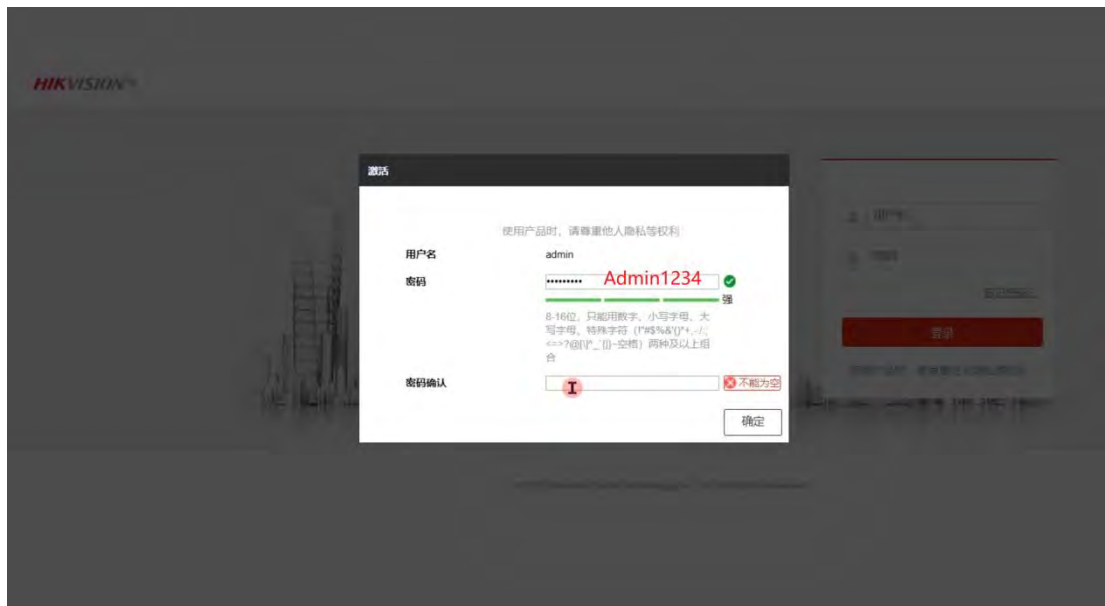 HIKVISION
激活
使用产品时，请尊重他人隐私等权利
用户名 admin
密码 ••••••••• Admin1234
强
8-16位，只能用数字、小写字母、大
写字母、特殊字符
两种及以上组
合
密码确认 不能为空
确定
登录